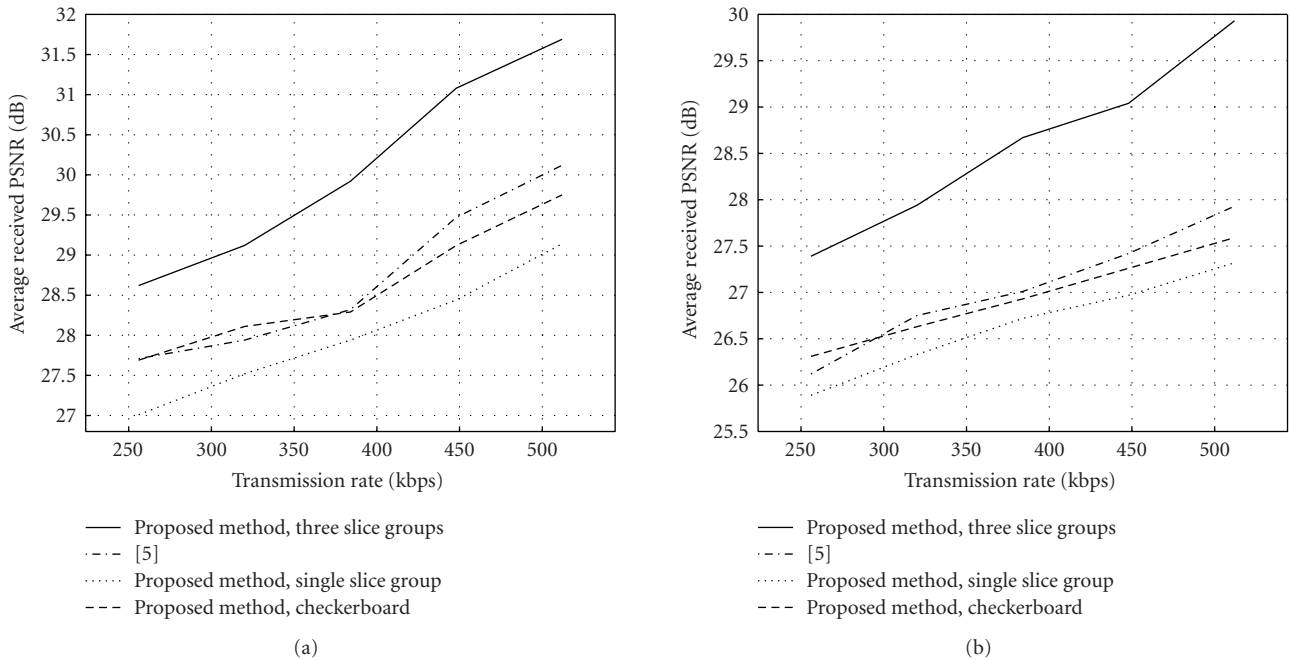 32
31.5
31
30.5
30
29.5
29
28.5
28
27.5
27
Average received PSNR (dB)
250 300 350 400 450 500
Transmission rate (kbps)
Proposed method, three slice groups
[5]
Proposed method, single slice group
Proposed method, checkerboard
(a)
30
29.5
29
28.5
28
27.5
27
26.5
26
25.5
Average received PSNR (dB)
250 300 350 400 450 500
Transmission rate (kbps)
Proposed method, three slice groups
[5]
Proposed method, single slice group
Proposed method, checkerboard
(b)